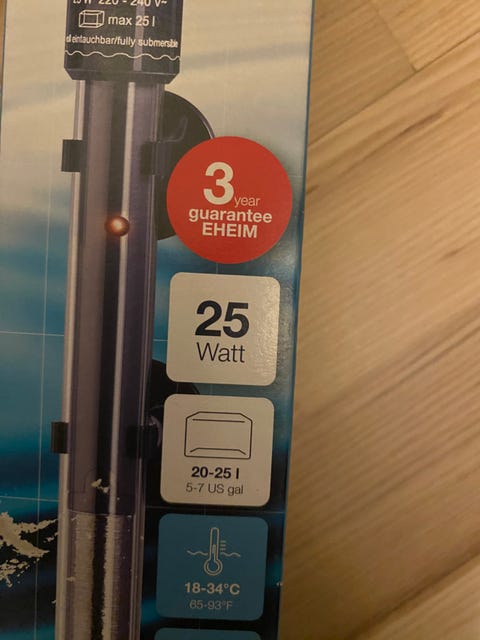 220 - 240 V~
max 25 l
eintauchbar/fully submersible
3
year
guarantee
EHEIM
25
Watt
20-25 l
5-7 US gal
18-34°C
65-93°F